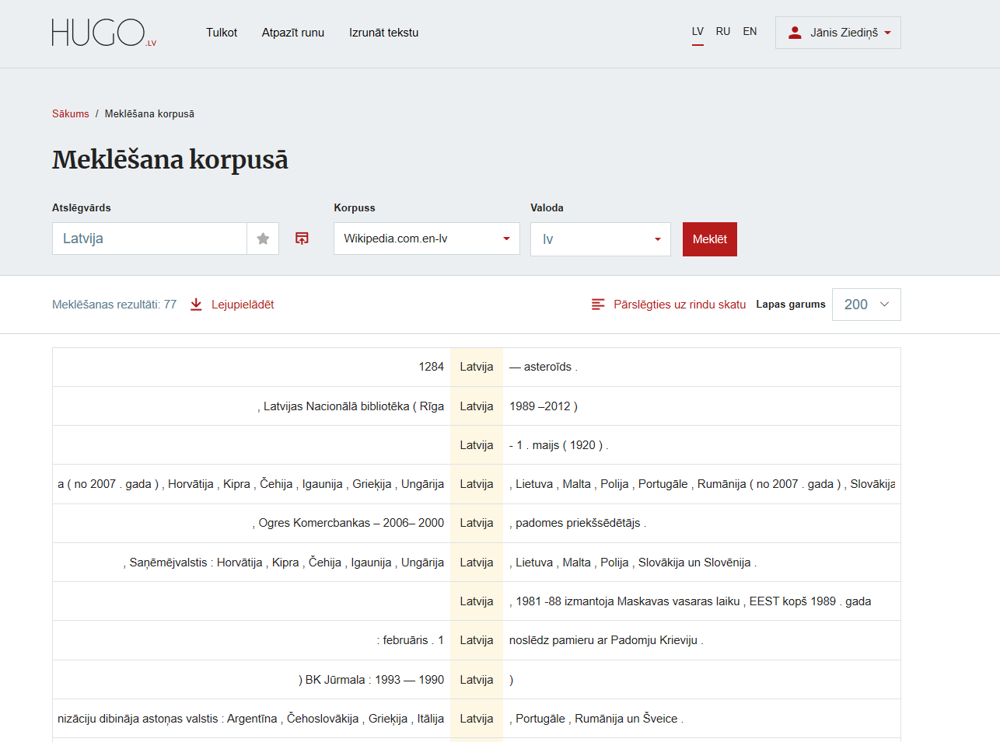 HUGO.LV
Tulkot Atpazīt runu Izrunāt tekstu
LV RU EN Jānis Ziediņš
Sākums / Meklēšana korpusā
Meklēšana korpusā
Atslēgvārds Korpuss Valoda
Latvija Wikipedia.com.en-lv lv Meklēt
Meklēšanas rezultāti: 77 Lejupielādēt Pārslēgties uz rindu skatu Lapas garums 200
1284 Latvija — asteroīds .
, Latvijas Nacionālā bibliotēka ( Rīga Latvija 1989 –2012 )
Latvija - 1 . maijs ( 1920 ) .
a ( no 2007 . gada ) , Horvātija , Kipra , Čehija , Igaunija , Grieķija , Ungārija Latvija , Lietuva , Malta , Polija , Portugāle , Rumānija ( no 2007 . gada ) , Slovākija
, Ogres Komercbankas – 2006– 2000 Latvija , padomes priekšsēdētājs .
, Saņēmējvalstis : Horvātija , Kipra , Čehija , Igaunija , Ungārija Latvija , Lietuva , Malta , Polija , Slovākija un Slovēnija .
Latvija , 1981 -88 izmantoja Maskavas vasaras laiku , EEST kopš 1989 . gada
: februāris . 1 Latvija noslēdz pamieru ar Padomju Krieviju .
) BK Jūrmala : 1993 — 1990 Latvija )
nizāciju dibināja astoņas valstis : Argentīna , Čehoslovākija , Grieķija , Itālija Latvija , Portugāle , Rumānija un Šveice .